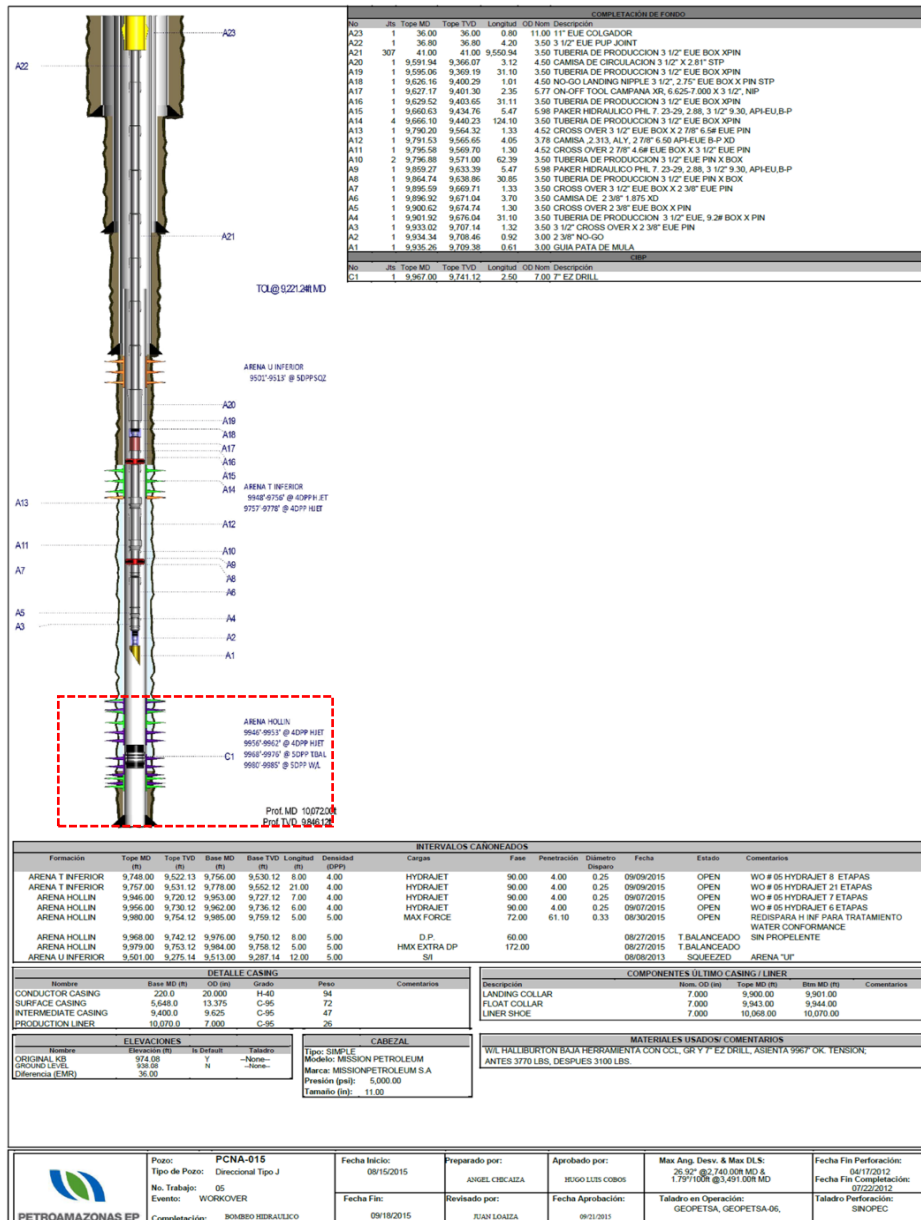 COMPLETACIÓN DE FONDO
No Jts Tope MD Tope TVD Longitud OD Nom Descripción
A23 1 36.00 36.00 0.80 11.00 11" EUE COLGADOR
A22 1 36.80 36.80 4.20 3.50 3 1/2" EUE PUP JOINT
A21 307 41.00 41.00 9,550.94 3.50 TUBERIA DE PRODUCCION 3 1/2" EUE BOX XPIN
A20 1 9,591.94 9,366.07 3.12 4.50 CAMISA DE CIRCULACION 3 1/2" X 2.81" STP
A19 1 9,595.06 9,369.19 31.10 3.50 TUBERIA DE PRODUCCION 3 1/2" EUE BOX XPIN
A18 1 9,626.16 9,400.29 1.01 4.50 NO-GO LANDING NIPPLE 3 1/2", 2.75" EUE BOX X PIN STP
A17 1 9,627.17 9,401.30 2.35 5.77 ON-OFF TOOL CAMPANA XR, 6.625-7.000 X 3 1/2", NIP
A16 1 9,629.52 9,403.65 31.11 3.50 TUBERIA DE PRODUCCION 3 1/2" EUE BOX XPIN
A15 1 9,660.63 9,434.76 5.47 5.98 PAKER HIDRAULICO PHL 7. 23-29, 2.88, 3 1/2" 9.30, API-EU,B-P
A14 4 9,666.10 9,440.23 124.10 3.50 TUBERIA DE PRODUCCION 3 1/2" EUE BOX XPIN
A13 1 9,790.20 9,564.32 1.33 4.52 CROSS OVER 3 1/2" EUE BOX X 2 7/8" 6.5# EUE PIN
A12 1 9,791.53 9,565.65 4.05 3.78 CAMISA ,2.313, ALY, 2 7/8" 6.50 API-EUE B-P XD
A11 1 9,795.58 9,569.70 1.30 4.52 CROSS OVER 2 7/8" 4.6# EUE BOX X 3 1/2" EUE PIN
A10 2 9,796.88 9,571.00 62.39 3.50 TUBERIA DE PRODUCCION 3 1/2" EUE PIN X BOX
A9 1 9,859.27 9,633.39 5.47 5.98 PAKER HIDRAULICO PHL 7. 23-29, 2.88, 3 1/2" 9.30, API-EU,B-P
A8 1 9,864.74 9,638.86 30.85 3.50 TUBERIA DE PRODUCCION 3 1/2" EUE PIN X BOX
A7 1 9,895.59 9,669.71 1.33 3.50 CROSS OVER 3 1/2" EUE BOX X 2 3/8" EUE PIN
A6 1 9,896.92 9,671.04 3.70 3.50 CAMISA DE 2 3/8" 1.875 XD
A5 1 9,900.62 9,674.74 1.30 3.50 CROSS OVER 2 3/8" EUE BOX X PIN
A4 1 9,901.92 9,676.04 31.10 3.50 TUBERIA DE PRODUCCION 3 1/2" EUE, 9.2# BOX X PIN
A3 1 9,933.02 9,707.14 1.32 3.50 3 1/2" CROSS OVER X 2 3/8" EUE PIN
A2 1 9,934.34 9,708.46 0.92 3.00 2 3/8" NO-GO
A1 1 9,935.26 9,709.38 0.61 3.00 GUIA PATA DE MULA
CIBP
No Jts Tope MD Tope TVD Longitud OD Nom Descripción
C1 1 9,967.00 9,741.12 2.50 7.00 7" EZ DRILL
A23
A22
A21
TOL@ 9,221.24ft MD
ARENA U INFERIOR
9501'-9513' @ 5DPPSQZ
A20
A19
A18
A17
A16
A15
A14
ARENA T INFERIOR
9948'-9756' @ 4DPP HJET
9757'-9778' @ 4DPP HJET
A13
A12
A11
A10
A9
A7
A8
A6
A5
A4
A3
A2
A1
ARENA HOLLIN
9946'-9953' @ 4DPP HJET
9956'-9962' @ 4DPP HJET
9968'-9976' @ 5DPP TBAL
9980'-9985' @ 5DPP W/L
C1
Prof. MD 10,072.00ft
Prof. TVD 9,846.12ft
INTERVALOS CAÑONEADOS
Formación Tope MD (ft) Tope TVD (ft) Base MD (ft) Base TVD (ft) Longitud (ft) Densidad (DPP) Cargas Fase Penetración Diámetro Disparo Fecha Estado Comentarios
ARENA T INFERIOR 9,748.00 9,522.13 9,756.00 9,530.12 8.00 4.00 HYDRAJET 90.00 4.00 0.25 09/09/2015 OPEN WO # 05 HYDRAJET 8 ETAPAS
ARENA T INFERIOR 9,757.00 9,531.12 9,778.00 9,552.12 21.00 4.00 HYDRAJET 90.00 4.00 0.25 09/09/2015 OPEN WO # 05 HYDRAJET 21 ETAPAS
ARENA HOLLIN 9,946.00 9,720.12 9,953.00 9,727.12 7.00 4.00 HYDRAJET 90.00 4.00 0.25 09/07/2015 OPEN WO # 05 HYDRAJET 7 ETAPAS
ARENA HOLLIN 9,956.00 9,730.12 9,962.00 9,736.12 6.00 4.00 HYDRAJET 90.00 4.00 0.25 09/07/2015 OPEN WO # 05 HYDRAJET 6 ETAPAS
ARENA HOLLIN 9,980.00 9,754.12 9,985.00 9,759.12 5.00 5.00 MAX FORCE 72.00 61.10 0.33 08/30/2015 OPEN REDISPARA H INF PARA TRATAMIENTO
WATER CONFORMANCE
ARENA HOLLIN 9,968.00 9,742.12 9,976.00 9,750.12 8.00 5.00 D.P. 60.00 08/27/2015 T.BALANCEADO SIN PROPELENTE
ARENA HOLLIN 9,979.00 9,753.12 9,984.00 9,758.12 5.00 5.00 HMX EXTRA DP 172.00 08/27/2015 T.BALANCEADO
ARENA U INFERIOR 9,501.00 9,275.14 9,513.00 9,287.14 12.00 5.00 S/I 08/08/2013 SQUEEZED ARENA "UI"
DETALLE CASING
Nombre Base MD (ft) OD (in) Grado Peso Comentarios
CONDUCTOR CASING 220.0 20.000 H-40 94
SURFACE CASING 5,648.0 13.375 C-95 72
INTERMEDIATE CASING 9,400.0 9.625 C-95 47
PRODUCTION LINER 10,070.0 7.000 C-95 26
COMPONENTES ÚLTIMO CASING / LINER
Descripción Nom. OD (in) Tope MD (ft) Btm MD (ft) Comentarios
LANDING COLLAR 7.000 9,900.00 9,901.00
FLOAT COLLAR 7.000 9,943.00 9,944.00
LINER SHOE 7.000 10,068.00 10,070.00
ELEVACIONES
Nombre Elevación (ft) Is Default Taladro
ORIGINAL KB 974.08 Y --None--
GROUND LEVEL 938.08 N --None--
Diferencia (EMR) 36.00
CABEZAL
Tipo: SIMPLE
Modelo: MISSION PETROLEUM
Marca: MISSIONPETROLEUM S.A
Presión (psi): 5,000.00
Tamaño (in): 11.00
MATERIALES USADOS/ COMENTARIOS
W/L HALLIBURTON BAJA HERRAMIENTA CON CCL, GR Y 7" EZ DRILL, ASIENTA 9967' OK. TENSION;
ANTES 3770 LBS, DESPUES 3100 LBS.
PETROAMAZONAS EP
Pozo: PCNA-015
Tipo de Pozo: Direccional Tipo J
No. Trabajo: 05
Evento: WORKOVER
Completación: BOMBEO HIDRAULICO
Fecha Inicio:
08/15/2015
Fecha Fin:
09/18/2015
Preparado por:
ANGEL CHICAIZA
Revisado por:
JUAN LOAIZA
Aprobado por:
HUGO LUIS COBOS
Fecha Aprobación:
09/21/2015
Max Ang. Desv. & Max DLS:
26.92° @2,740.00ft MD &
1.79°/100ft @3,491.00ft MD
Taladro en Operación:
GEOPETSA, GEOPETSA-06,
Fecha Fin Perforación:
04/17/2012
Fecha Fin Completación:
07/22/2012
Taladro Perforación:
SINOPEC